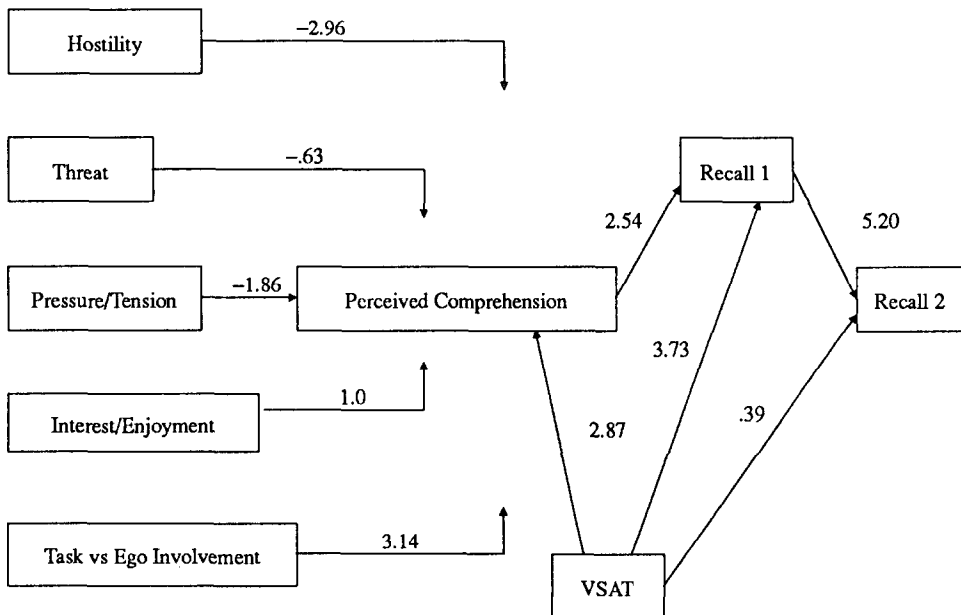 Hostility
−2.96
Threat
−.63
Recall 1
2.54
5.20
Pressure/Tension
−1.86
Perceived Comprehension
Recall 2
3.73
Interest/Enjoyment
1.0
2.87
.39
Task vs Ego Involvement
3.14
VSAT